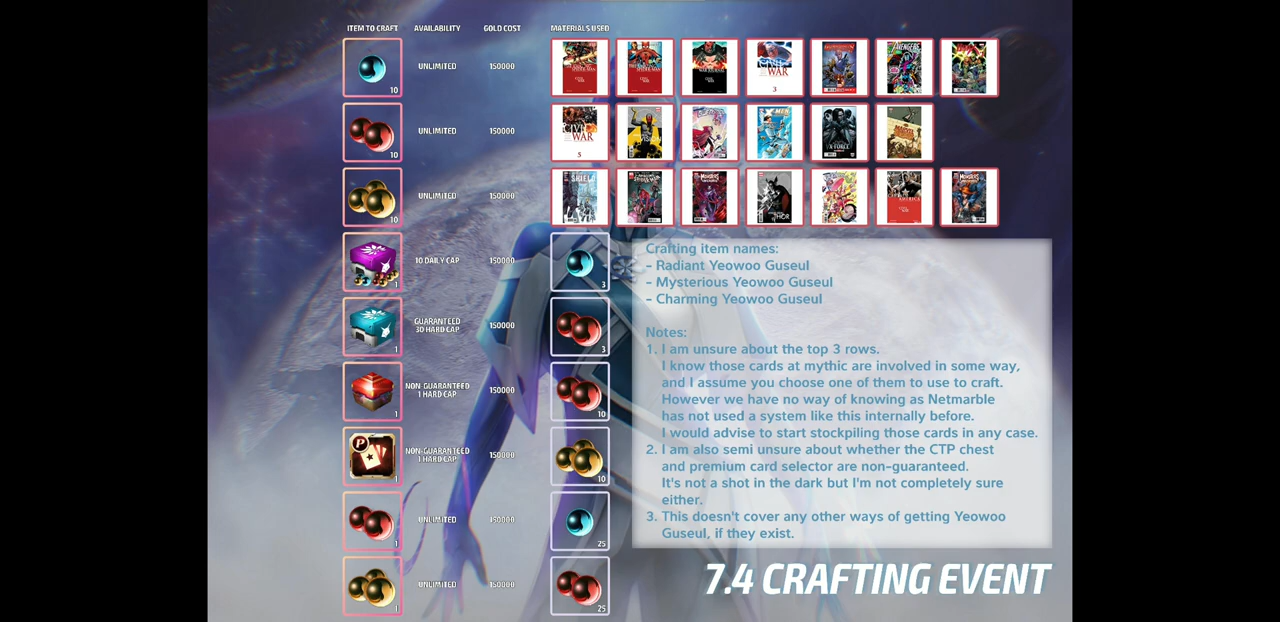 ITEM TO CRAFT AVAILABILITY GOLD COST MATERIALS USED
10 UNLIMITED 150000
WAR
3
10 UNLIMITED 150000
CIVIL
WAR
5
10 UNLIMITED 150000
SHIELD
THOR
1 10 DAILY CAP 150000 3
1 GUARANTEED
30 HARD CAP 150000 3
1 NON-GUARANTEED
1 HARD CAP 150000 10
P
1 NON-GUARANTEED
1 HARD CAP 150000 10
1 UNLIMITED 150000 25
1 UNLIMITED 150000 25
Crafting item names:
- Radiant Yeowoo Guseul
- Mysterious Yeowoo Guseul
- Charming Yeowoo Guseul
Notes:
1. I am unsure about the top 3 rows.
I know those cards at mythic are involved in some way,
and I assume you choose one of them to use to craft.
However we have no way of knowing as Netmarble
has not used a system like this internally before.
I would advise to start stockpiling those cards in any case.
2. I am also semi unsure about whether the CTP chest
and premium card selector are non-guaranteed.
It's not a shot in the dark but I'm not completely sure
either.
3. This doesn't cover any other ways of getting Yeowoo
Guseul, if they exist.
7.4 CRAFTING EVENT